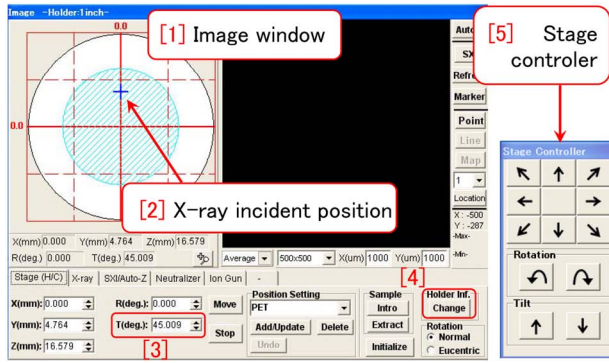 Image -Holder:1inch-
0.0
[1] Image window
[5] Stage
controler
Auto
SX
Refre
Marker
Point
Line
Map
1
Location
X : -500
Y : -287
-Max-
-Min-
0.0
[2] X-ray incident position
X(mm) 0.000 Y(mm) 4.764 Z(mm) 16.579
R(deg.) 0.000 T(deg.) 45.009
Average 500x500 X(um) 1000 Y(um) 1000
Stage (H/C) X-ray SXI/Auto-Z Neutralizer Ion Gun -
[4]
X(mm): 0.000 R(deg.): 0.000 Move
Y(mm): 4.764 T(deg.): 45.009 Stop
Z(mm): 16.579 [3]
Position Setting
PET
Add/Update Delete
Undo
Sample
Intro
Extract
Initialize
Holder Inf.
Change
Rotation
Normal
Eucentric
Stage Controller
Rotation
Tilt